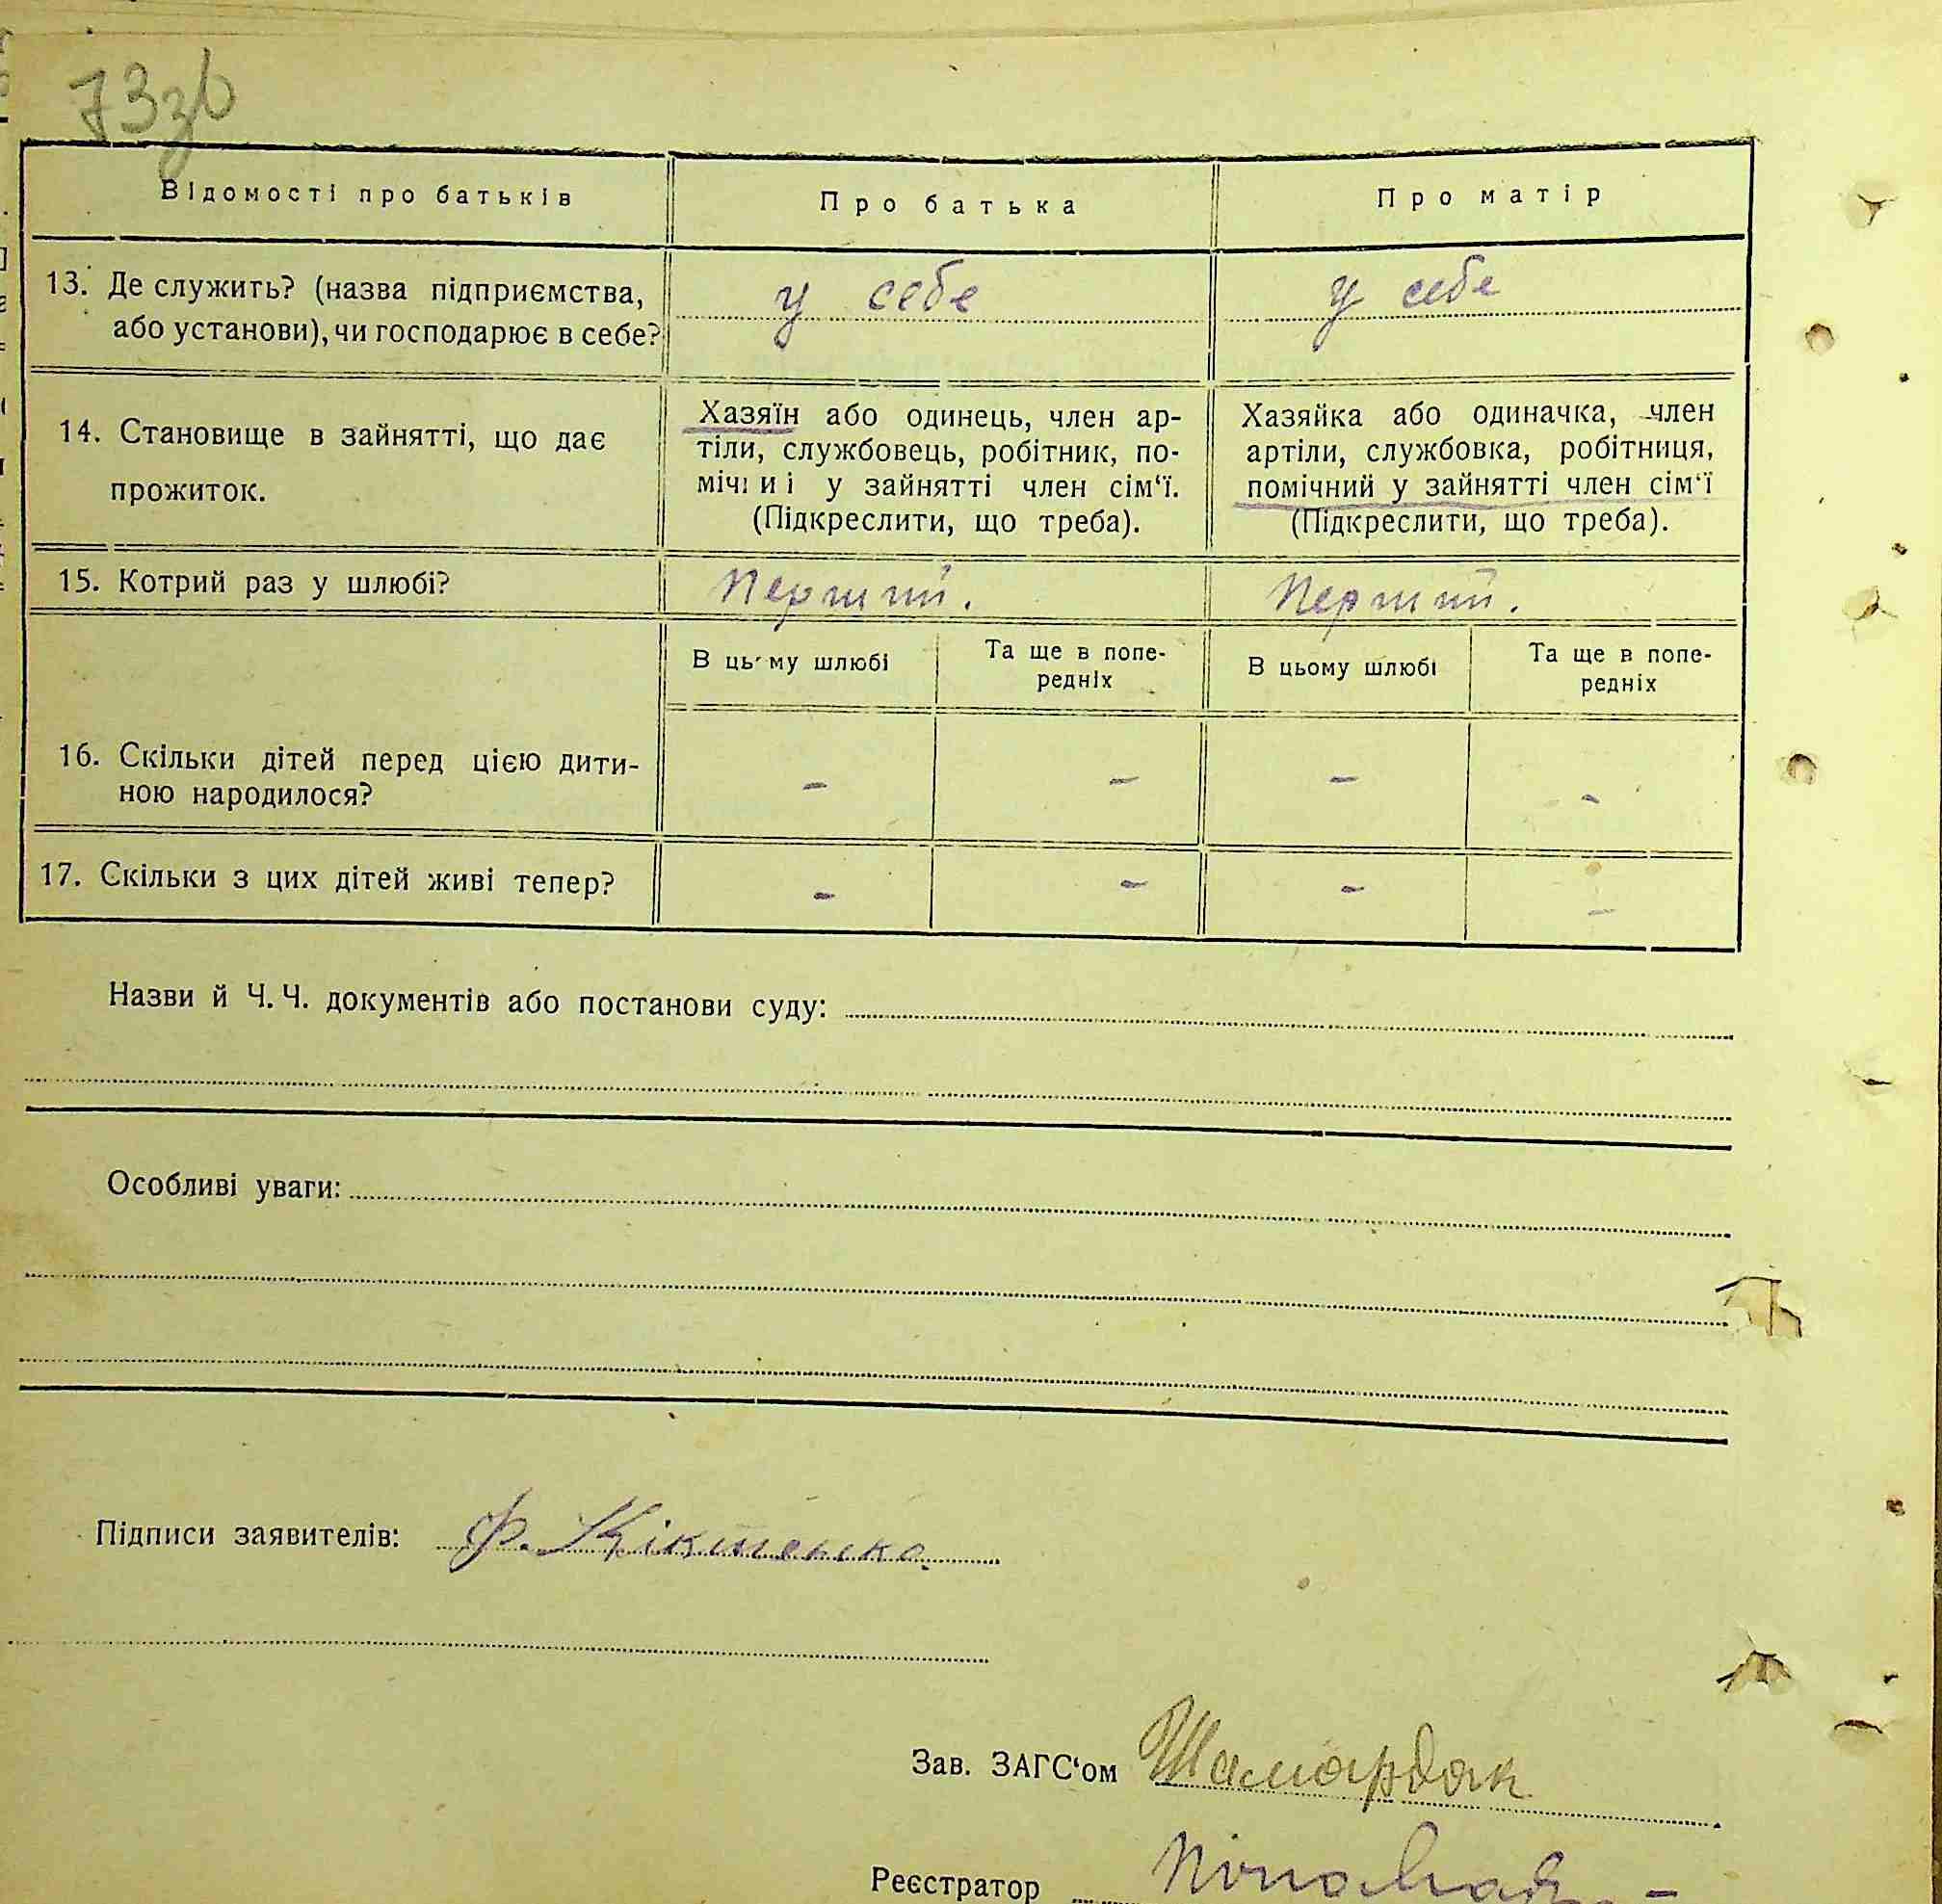 73зв
Відомості про батьків
Про батька
Про матір
13. Де служить? (назва підприємства,
або установи), чи господарює в себе?
у себе
у себе
14. Становище в зайнятті, що дає
прожиток.
Хазяїн або одинець, член ар-
тіли, службовець, робітник, по-
мічниі у зайнятті член сім‘ї.
(Підкреслити, що треба).
Хазяйка або одиначка, член
артіли, службовка, робітниця,
помічний у зайнятті член сім‘ї
(Підкреслити, що треба).
15. Котрий раз у шлюбі?
Перший.
Перший.
В цьому шлюбі
Та ще в попе-
редніх
В цьому шлюбі
Та ще в попе-
редніх
16. Скільки дітей перед цією дити-
ною народилося?
– – – –
17. Скільки з цих дітей живі тепер?
– – – –
Назви й Ч. Ч. документів або постанови суду:
Особливі уваги:
Підписи заявителів: Ф. Кіктенко
Зав. ЗАГС‘ом Шамардак
Реєстратор